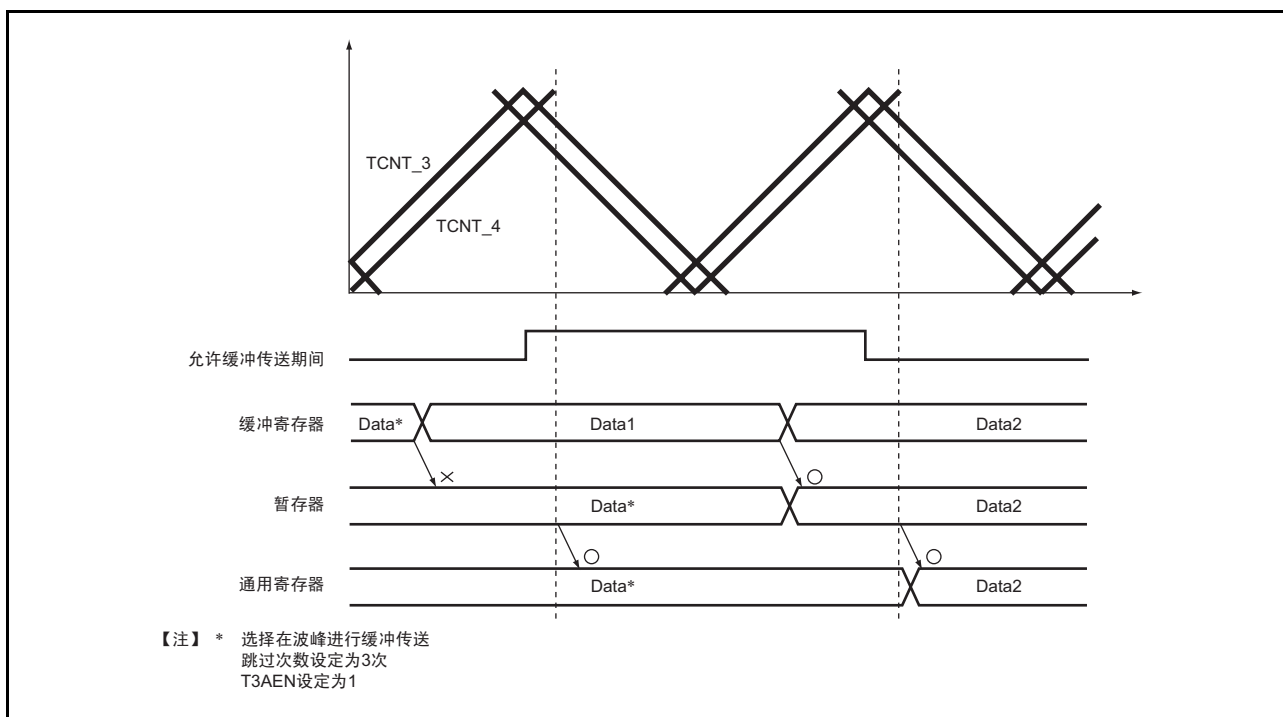 TCNT_3
TCNT_4
允许缓冲传送期间
缓冲寄存器 Data* Data1 Data2
暂存器 Data* Data2
通用寄存器 Data* Data2
【注】 * 选择在波峰进行缓冲传送
跳过次数设定为3次
T3AEN设定为1